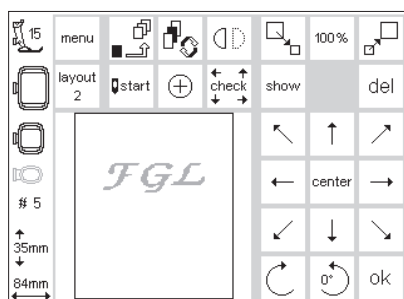 15 menu 100%
layout 2 start check show del
FGL
center
# 5
35mm
84mm 0° ok